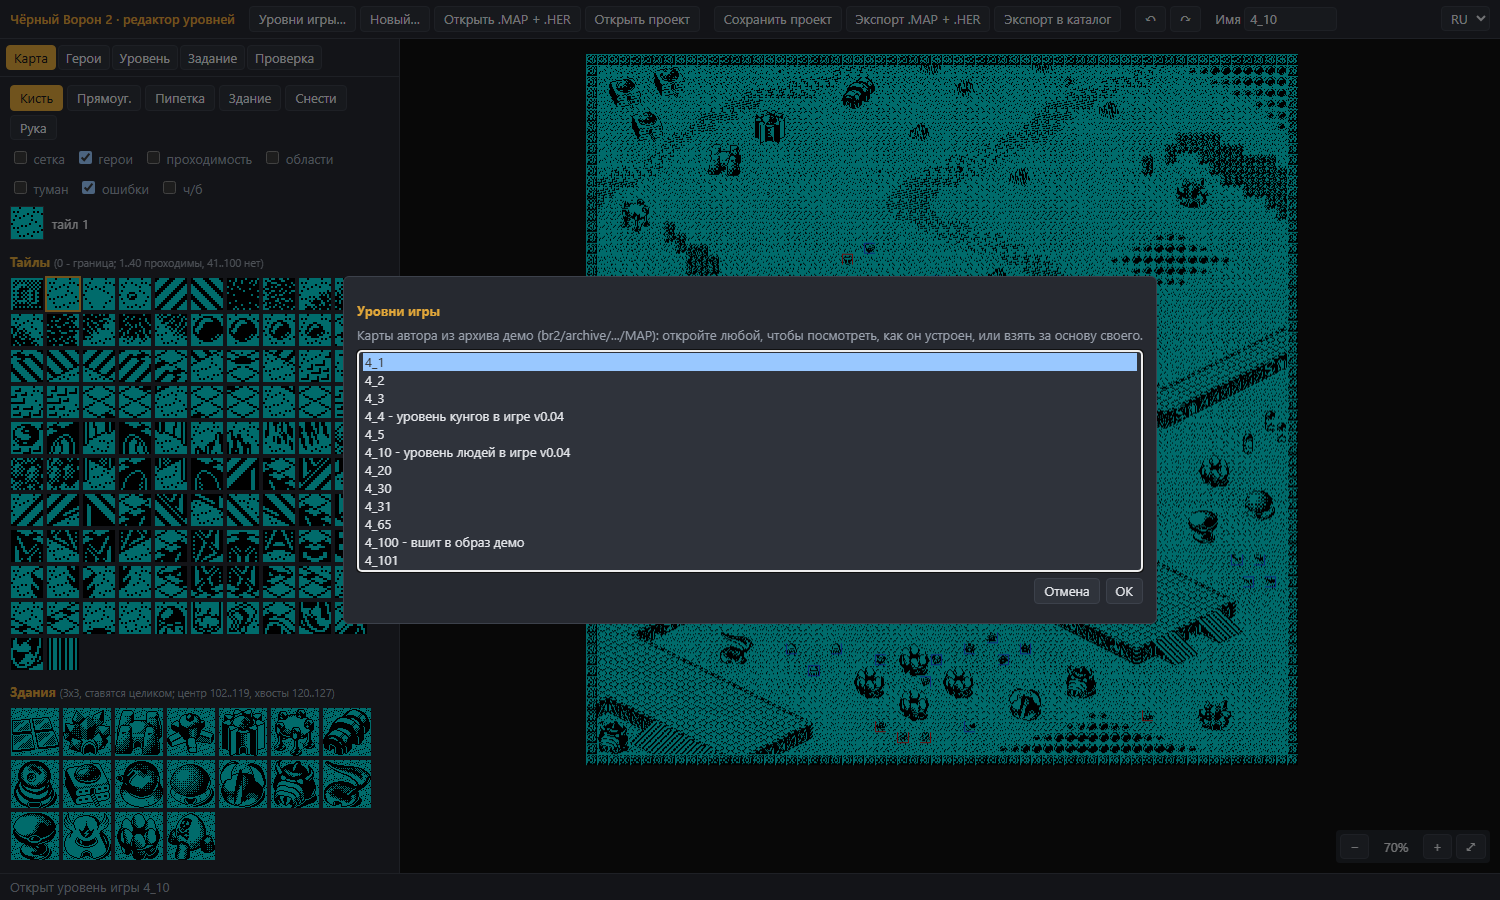 Чёрный Ворон 2 · редактор уровней
Уровни игры...
Новый...
Открыть .MAP + .HER
Открыть проект
Сохранить проект
Экспорт .MAP + .HER
Экспорт в каталог
Имя 4_10
RU
Карта
Герои
Уровень
Задание
Проверка
Кисть
Прямоуг.
Пипетка
Здание
Снести
Рука
сетка
герои
проходимость
области
туман
ошибки
ч/б
тайл 1
Тайлы (0 - граница; 1..40 проходимы, 41..100 нет)
Уровни игры
Карты автора из архива демо (br2/archive/.../MAP): откройте любой, чтобы посмотреть, как он устроен, или взять за основу своего.
4_1
4_2
4_3
4_4 - уровень кунгов в игре v0.04
4_5
4_10 - уровень людей в игре v0.04
4_20
4_30
4_31
4_65
4_100 - вшит в образ демо
4_101
Отмена
OK
Здания (3x3, ставятся целиком; центр 102..119, хвосты 120..127)
− 70% +
Открыт уровень игры 4_10